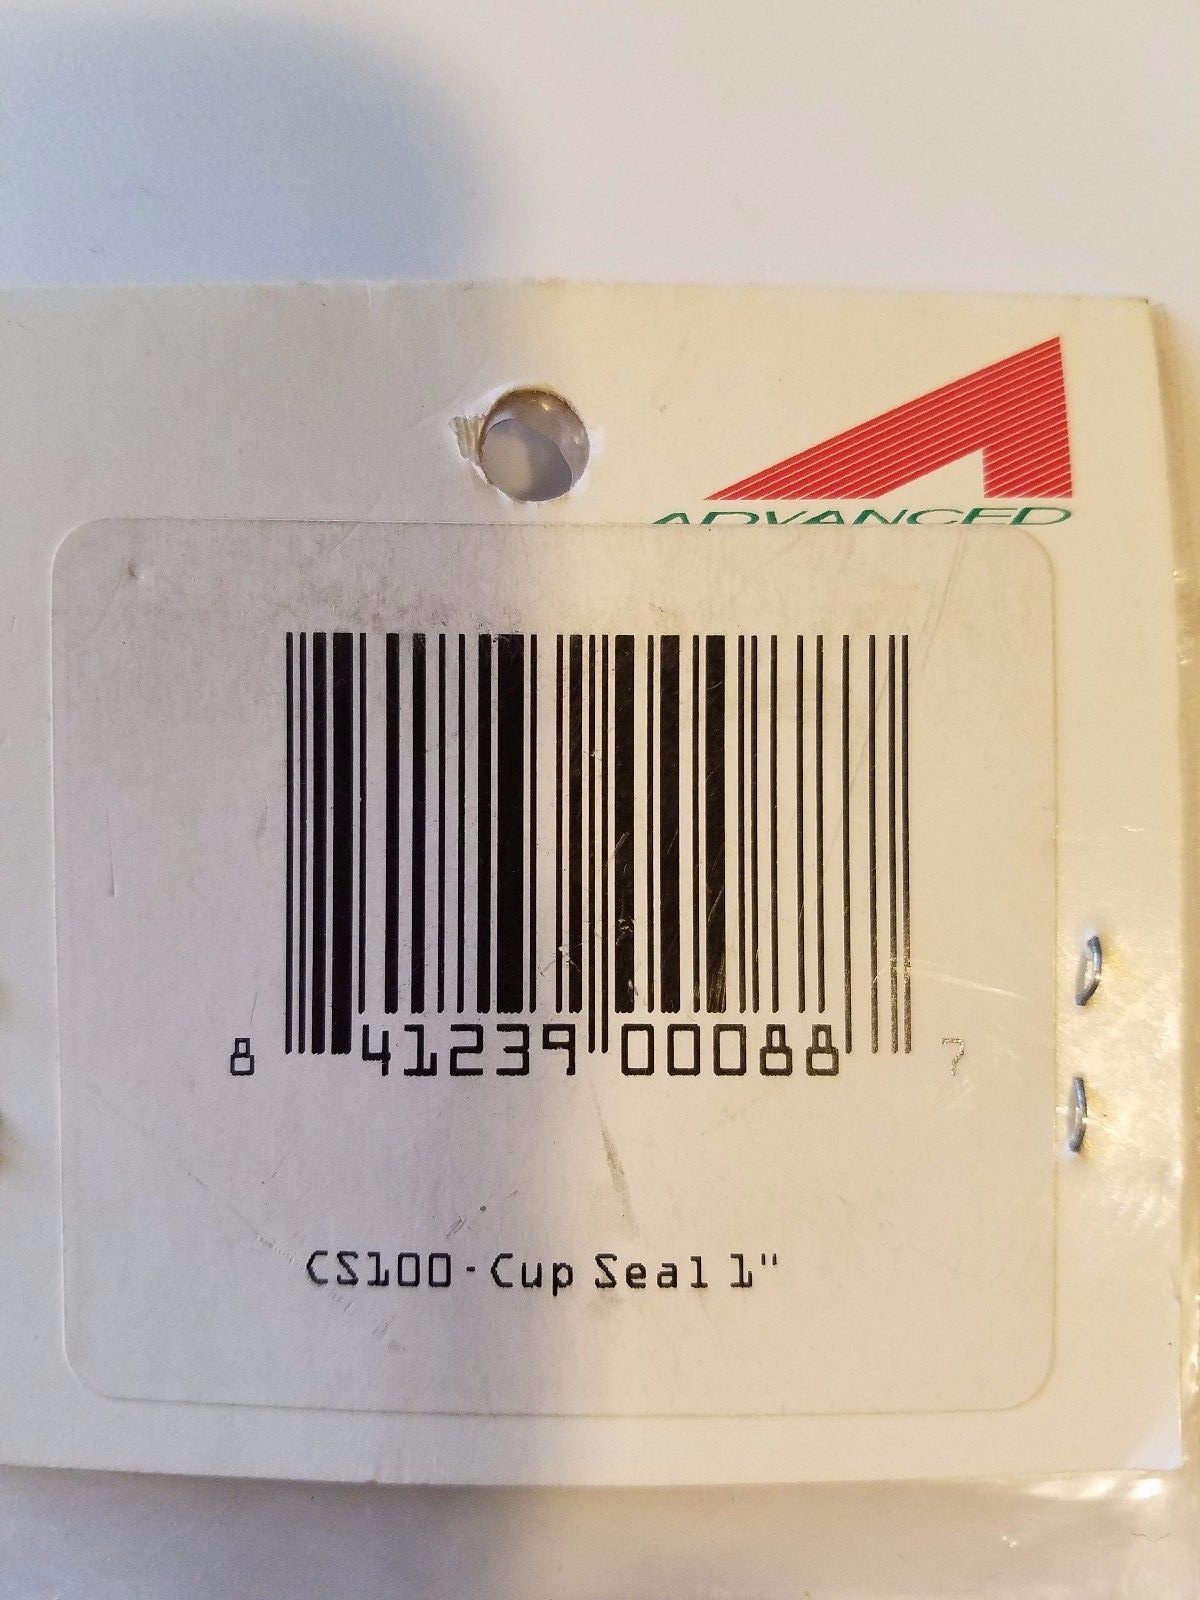 ADVANCED
8 41239 00088 7
CS100-Cup Seal 1"